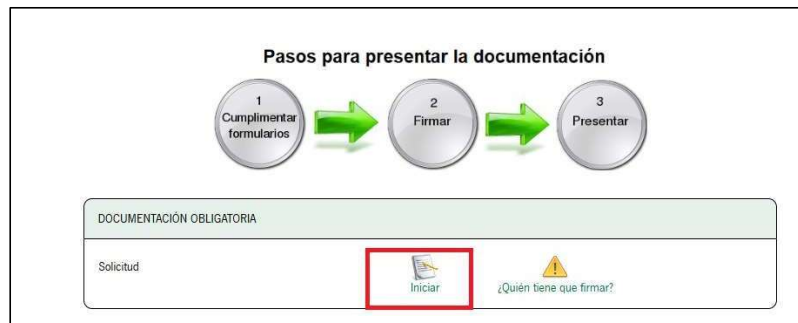 Pasos para presentar la documentación
1
Cumplimentar
formularios
2
Firmar
3
Presentar
DOCUMENTACIÓN OBLIGATORIA
Solicitud
Iniciar
¿Quién tiene que firmar?